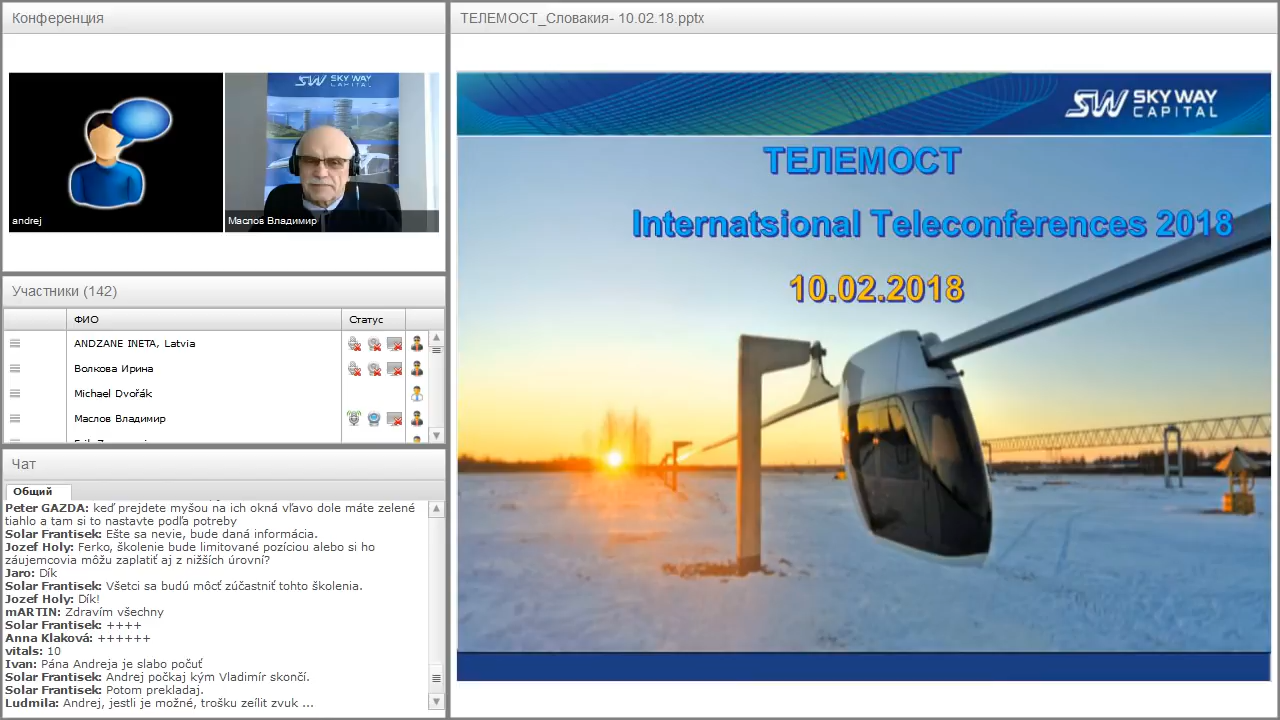 Конференция
andrej
SKY WAY
CAPITAL
Маслов Владимир
Участники (142)
ФИО
Статус
ANDZANE INETA, Latvia
Волкова Ирина
Michael Dvořák
Маслов Владимир
Чат
Общий
Peter GAZDA: keď prejdete myšou na ich okná vľavo dole máte zelené
tiahlo a tam si to nastavte podľa potreby
Solar Frantisek: Ešte sa nevie, bude daná informácia.
Jozef Holy: Ferko, školenie bude limitované pozíciou alebo si ho
záujemcovia môžu zaplatiť aj z nižších úrovní?
Jaro: Dík
Solar Frantisek: Všetci sa budú môcť zúčastniť tohto školenia.
Jozef Holy: Dík!
mARTIN: Zdravím všechny
Solar Frantisek: ++++
Anna Klaková: ++++++
vitals: 10
Ivan: Pána Andreja je slabo počuť
Solar Frantisek: Andrej počkaj kým Vladimír skončí.
Solar Frantisek: Potom prekladaj.
Ludmila: Andrej, jestli je možné, trošku zeílit zvuk ...
ТЕЛЕМОСТ_Словакия- 10.02.18.pptx
SW SKY WAY
CAPITAL
ТЕЛЕМОСТ
Internatsional Teleconferences 2018
10.02.2018